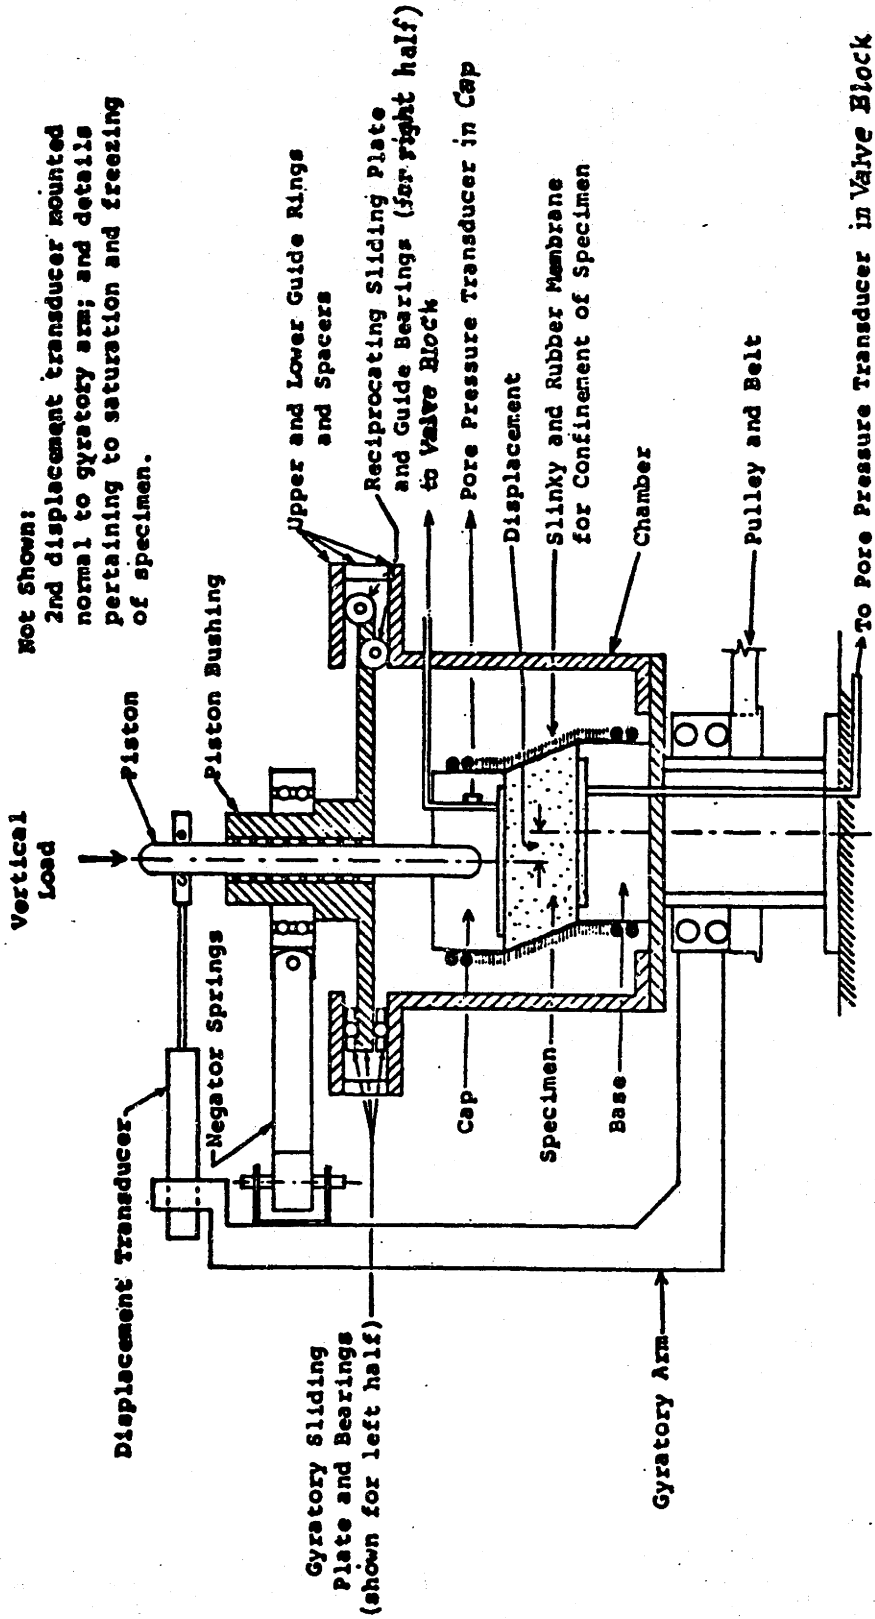 Not Shown:
2nd displacement transducer mounted
normal to gyratory arm; and details
pertaining to saturation and freezing
of specimen.
Vertical
Load
Piston
Piston Bushing
Displacement Transducer
Negator Springs
Upper and Lower Guide Rings
and Spacers
Reciprocating Sliding Plate
and Guide Bearings (for right half)
to Valve Block
Pore Pressure Transducer in Cap
Displacement
Slinky and Rubber Membrane
for Confinement of Specimen
Chamber
Pulley and Belt
To Pore Pressure Transducer in Valve Block
Gyratory Sliding
Plate and Bearings
(shown for left half)
Cap
Specimen
Base
Gyratory Arm